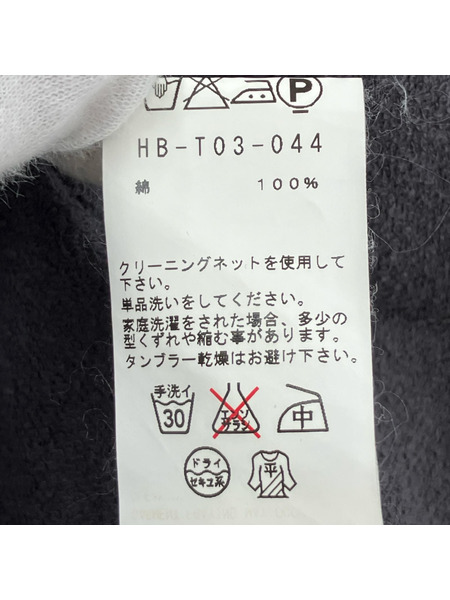 P
HB-T03-044
綿 100%
クリーニングネットを使用して
下さい。
単品洗いをしてください。
家庭洗濯をされた場合、多少の
型くずれや縮む事があります。
タンブラー乾燥はお避け下さい。
手洗イ
30
エンソ
サラシ
中
ドライ
セキユ系
平